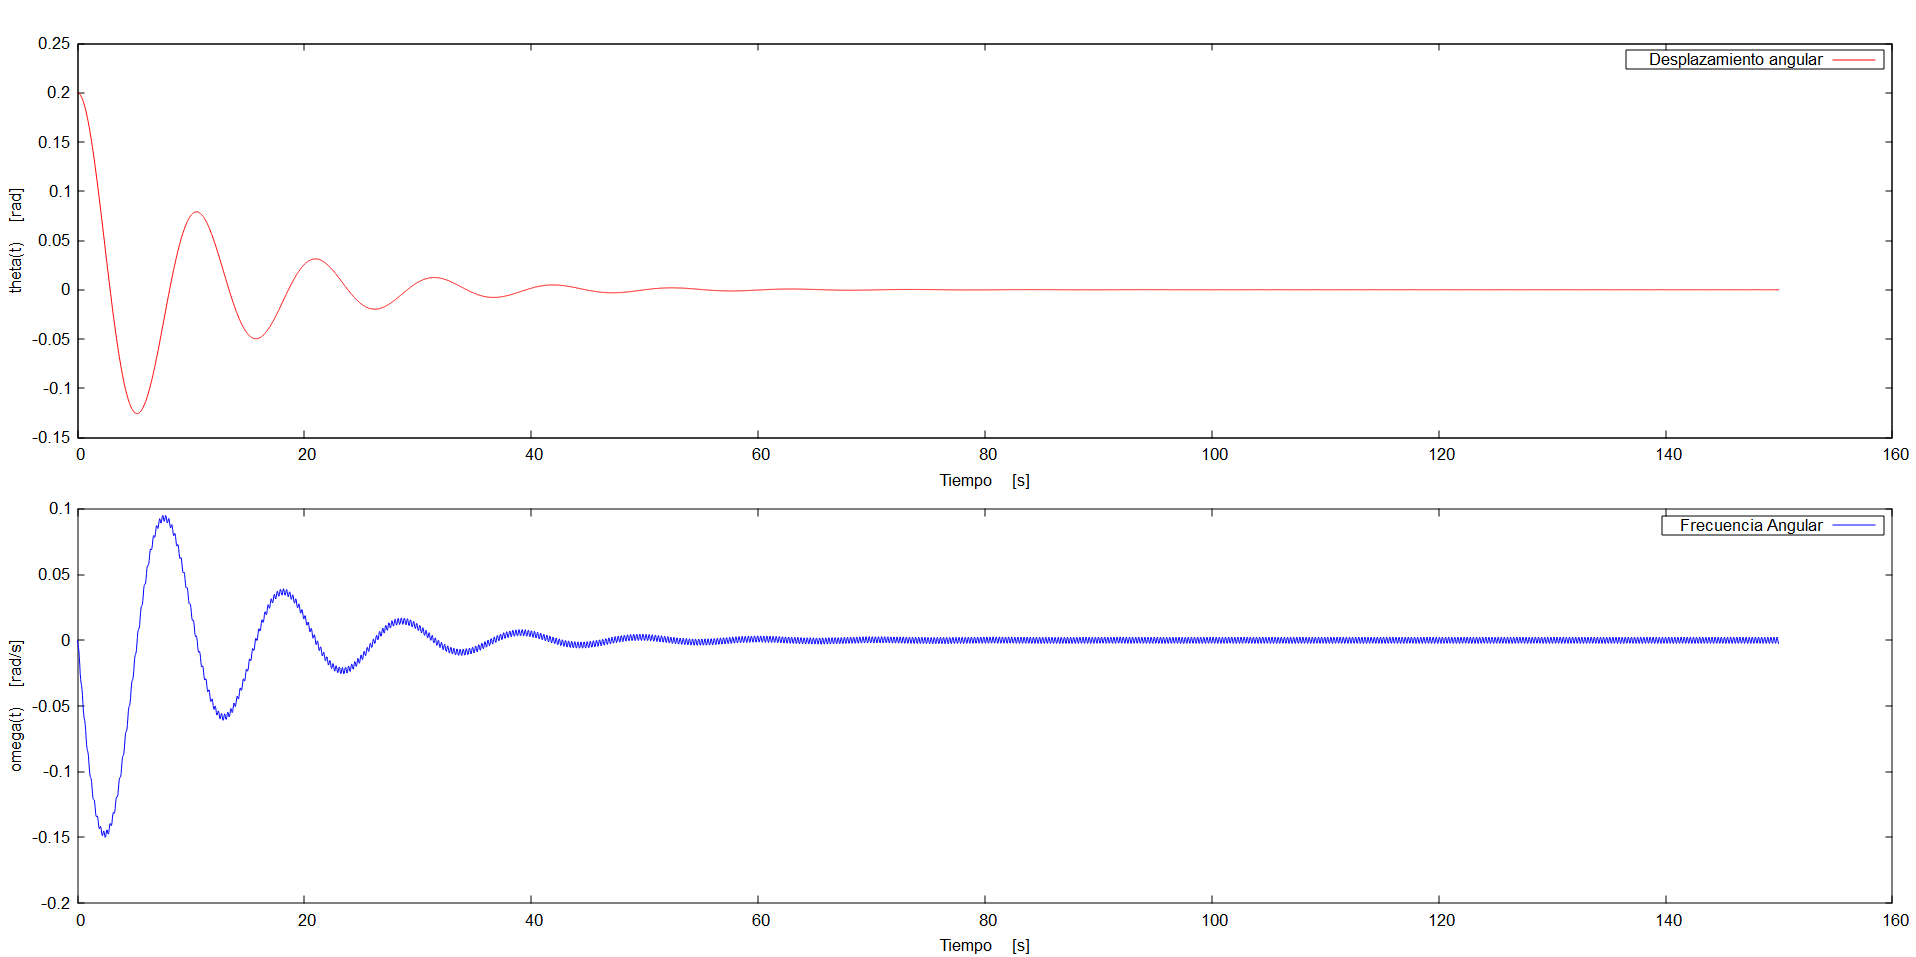 0.25
Desplazamiento angular
0.2
0.15
0.1
0.05
0
-0.05
-0.1
-0.15
theta(t) [rad]
0 20 40 60 80 100 120 140 160
Tiempo [s]
0.1
Frecuencia Angular
0.05
0
-0.05
-0.1
-0.15
-0.2
omega(t) [rad/s]
0 20 40 60 80 100 120 140 160
Tiempo [s]